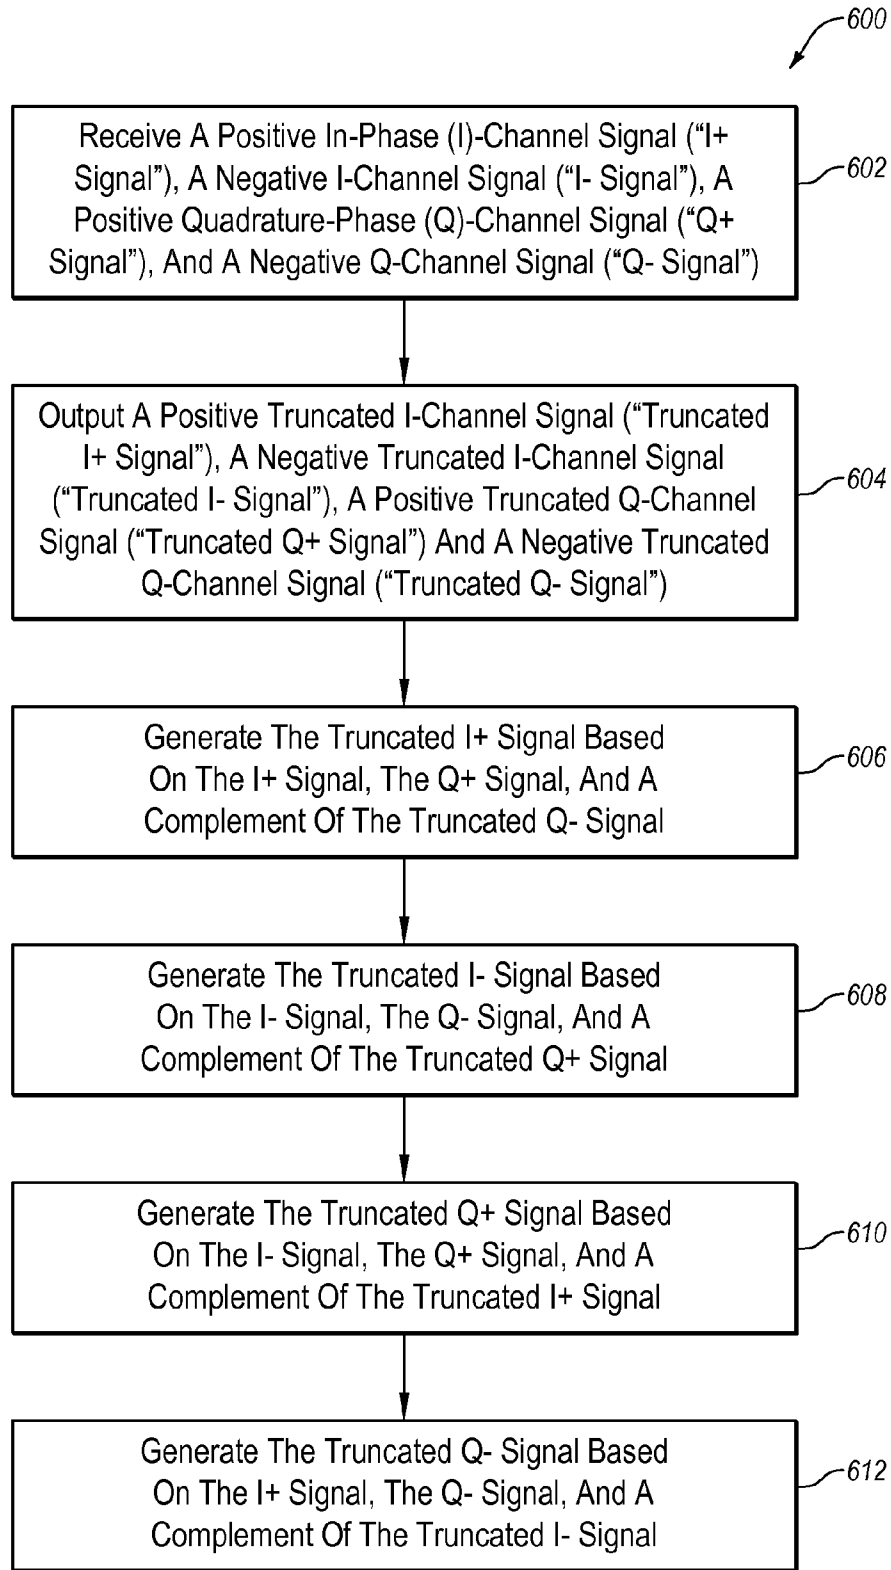 600
Receive A Positive In-Phase (I)-Channel Signal (“I+
Signal”), A Negative I-Channel Signal (“I- Signal”), A
Positive Quadrature-Phase (Q)-Channel Signal (“Q+
Signal”), And A Negative Q-Channel Signal (“Q- Signal”)
602
Output A Positive Truncated I-Channel Signal (“Truncated
I+ Signal”), A Negative Truncated I-Channel Signal
(“Truncated I- Signal”), A Positive Truncated Q-Channel
Signal (“Truncated Q+ Signal”) And A Negative Truncated
Q-Channel Signal (“Truncated Q- Signal”)
604
Generate The Truncated I+ Signal Based
On The I+ Signal, The Q+ Signal, And A
Complement Of The Truncated Q- Signal
606
Generate The Truncated I- Signal Based
On The I- Signal, The Q- Signal, And A
Complement Of The Truncated Q+ Signal
608
Generate The Truncated Q+ Signal Based
On The I- Signal, The Q+ Signal, And A
Complement Of The Truncated I+ Signal
610
Generate The Truncated Q- Signal Based
On The I+ Signal, The Q- Signal, And A
Complement Of The Truncated I- Signal
612